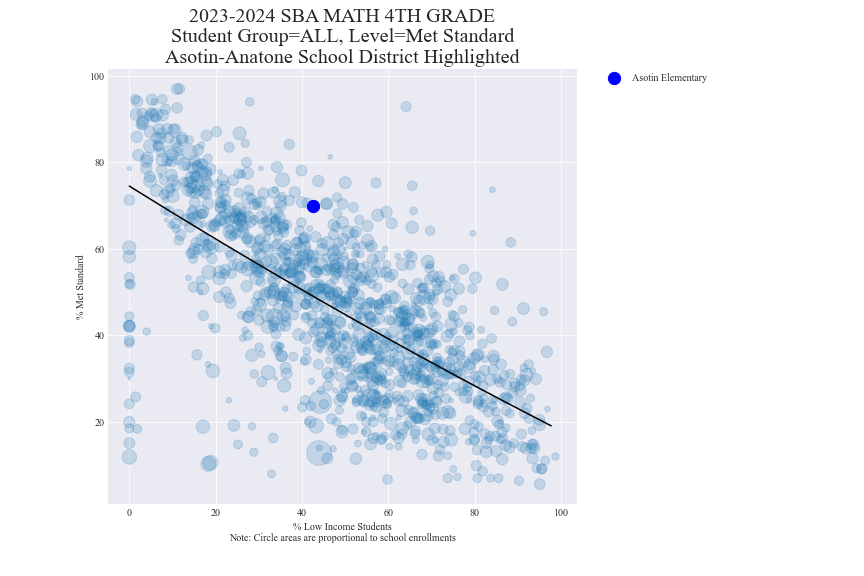 2023-2024 SBA MATH 4TH GRADE
Student Group=ALL, Level=Met Standard
Asotin-Anatone School District Highlighted
Asotin Elementary
% Met Standard
100
80
60
40
20
0 20 40 60 80 100
% Low Income Students
Note: Circle areas are proportional to school enrollments